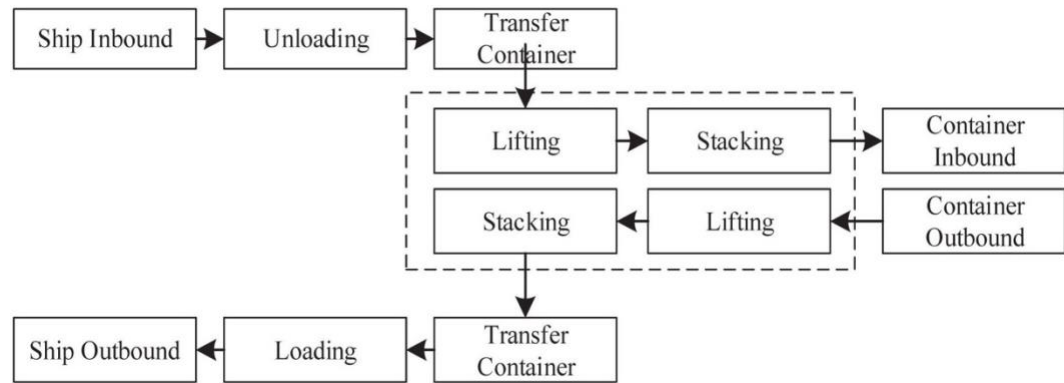 Ship Inbound
Unloading
Transfer
Container
Lifting
Stacking
Container
Inbound
Stacking
Lifting
Container
Outbound
Ship Outbound
Loading
Transfer
Container